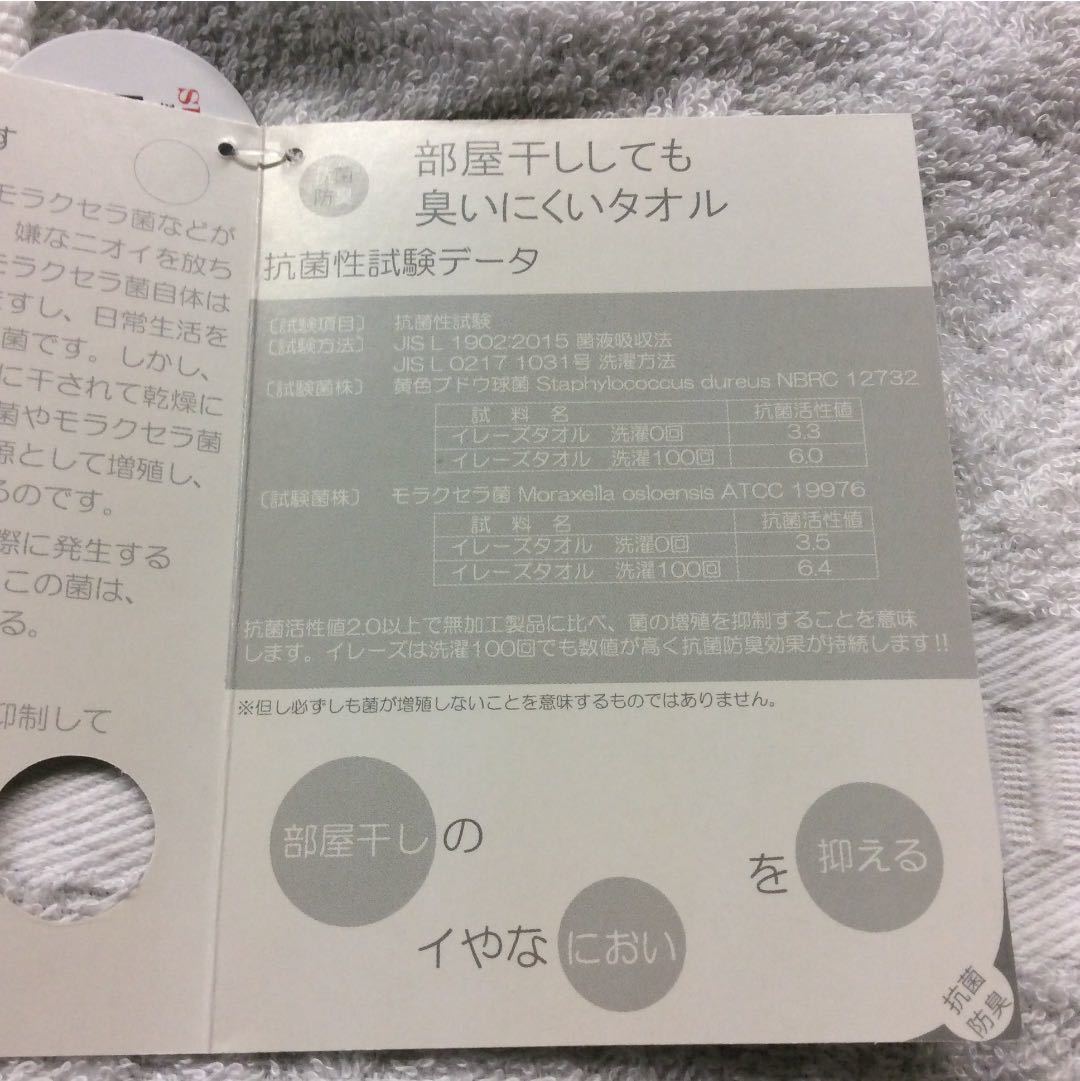 す
モラクセラ菌などが
嫌なニオイを放ち
モラクセラ菌自体は
ますし、日常生活を
菌です。しかし、
に干されて乾燥に
菌やモラクセラ菌
源として増殖し、
るのです。
際に発生する
この菌は、
る。
抑制して
抗菌
防臭
部屋干ししても
臭いにくいタオル
抗菌性試験データ
〔試験項目〕 抗菌性試験
〔試験方法〕 JIS L 1902:2015 菌液吸収法
JIS L 0217 1031号 洗濯方法
〔試験菌株〕 黄色ブドウ球菌 Staphylococcus dureus NBRC 12732
試 料 名 抗菌活性値
イレーズタオル 洗濯0回 3.3
イレーズタオル 洗濯100回 6.0
〔試験菌株〕 モラクセラ菌 Moraxella osloensis ATCC 19976
試 料 名 抗菌活性値
イレーズタオル 洗濯0回 3.5
イレーズタオル 洗濯100回 6.4
抗菌活性値2.0以上で無加工製品に比べ、菌の増殖を抑制することを意味
します。イレーズは洗濯100回でも数値が高く抗菌防臭効果が持続します!!
※但し必ずしも菌が増殖しないことを意味するものではありません。
部屋干しの
イヤなにおい
を抑える
抗菌
防臭